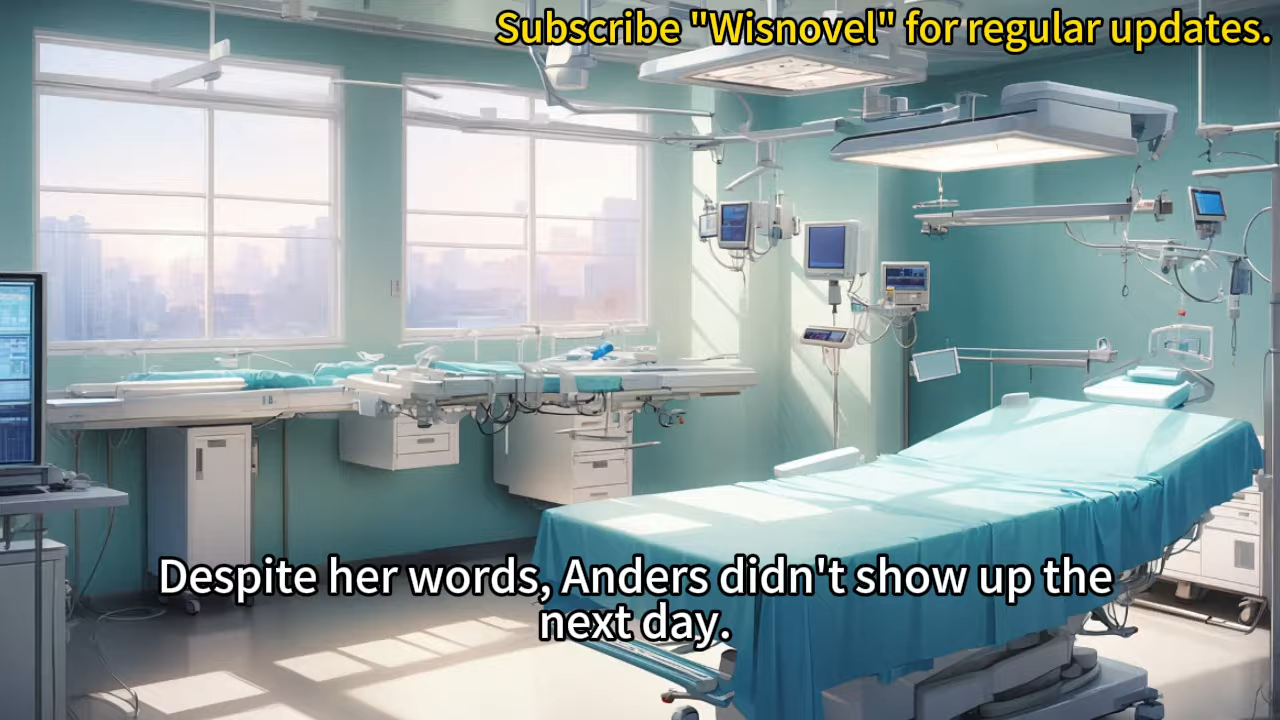 Subscribe "Wisnovel" for regular updates.
Despite her words, Anders didn't show up the
next day.